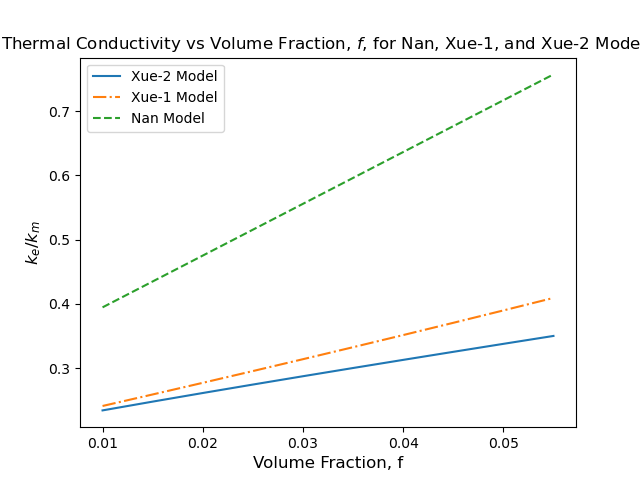 Thermal Conductivity vs Volume Fraction, f, for Nan, Xue-1, and Xue-2 Mode
Xue-2 Model
Xue-1 Model
Nan Model
0.7
0.6
0.5
0.4
0.3
k_e/k_m
0.01 0.02 0.03 0.04 0.05
Volume Fraction, f